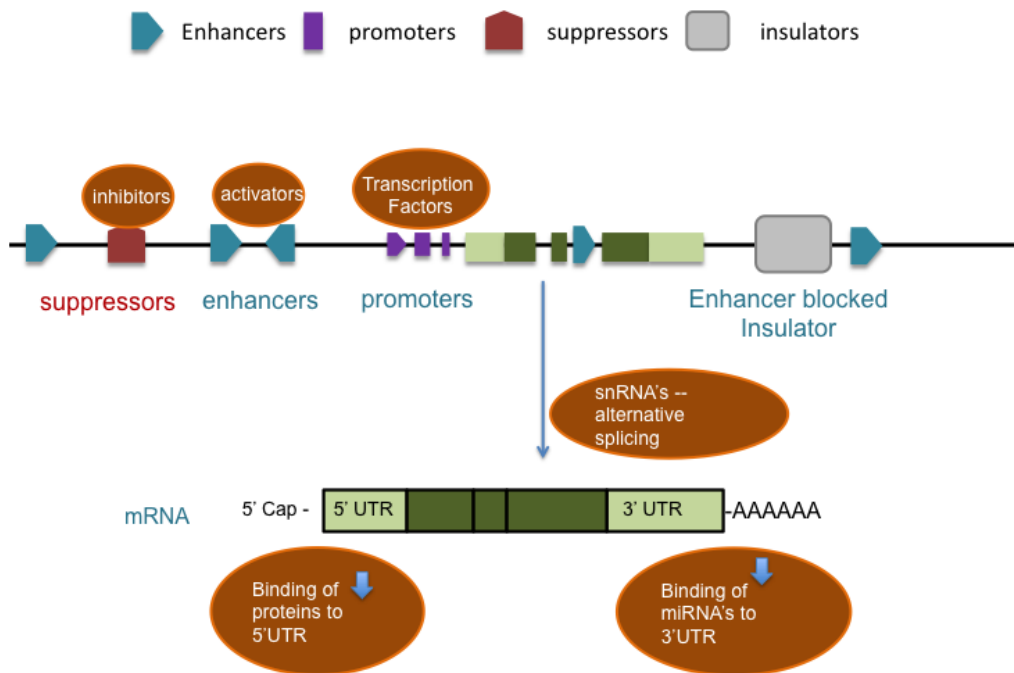 Enhancers promoters suppressors insulators
inhibitors
activators
Transcription
Factors
suppressors
enhancers
promoters
Enhancer blocked
Insulator
snRNA's --
alternative
splicing
mRNA
5' Cap -
5' UTR
3' UTR
-AAAAAA
Binding of
proteins to
5'UTR
Binding of
miRNA's to
3'UTR